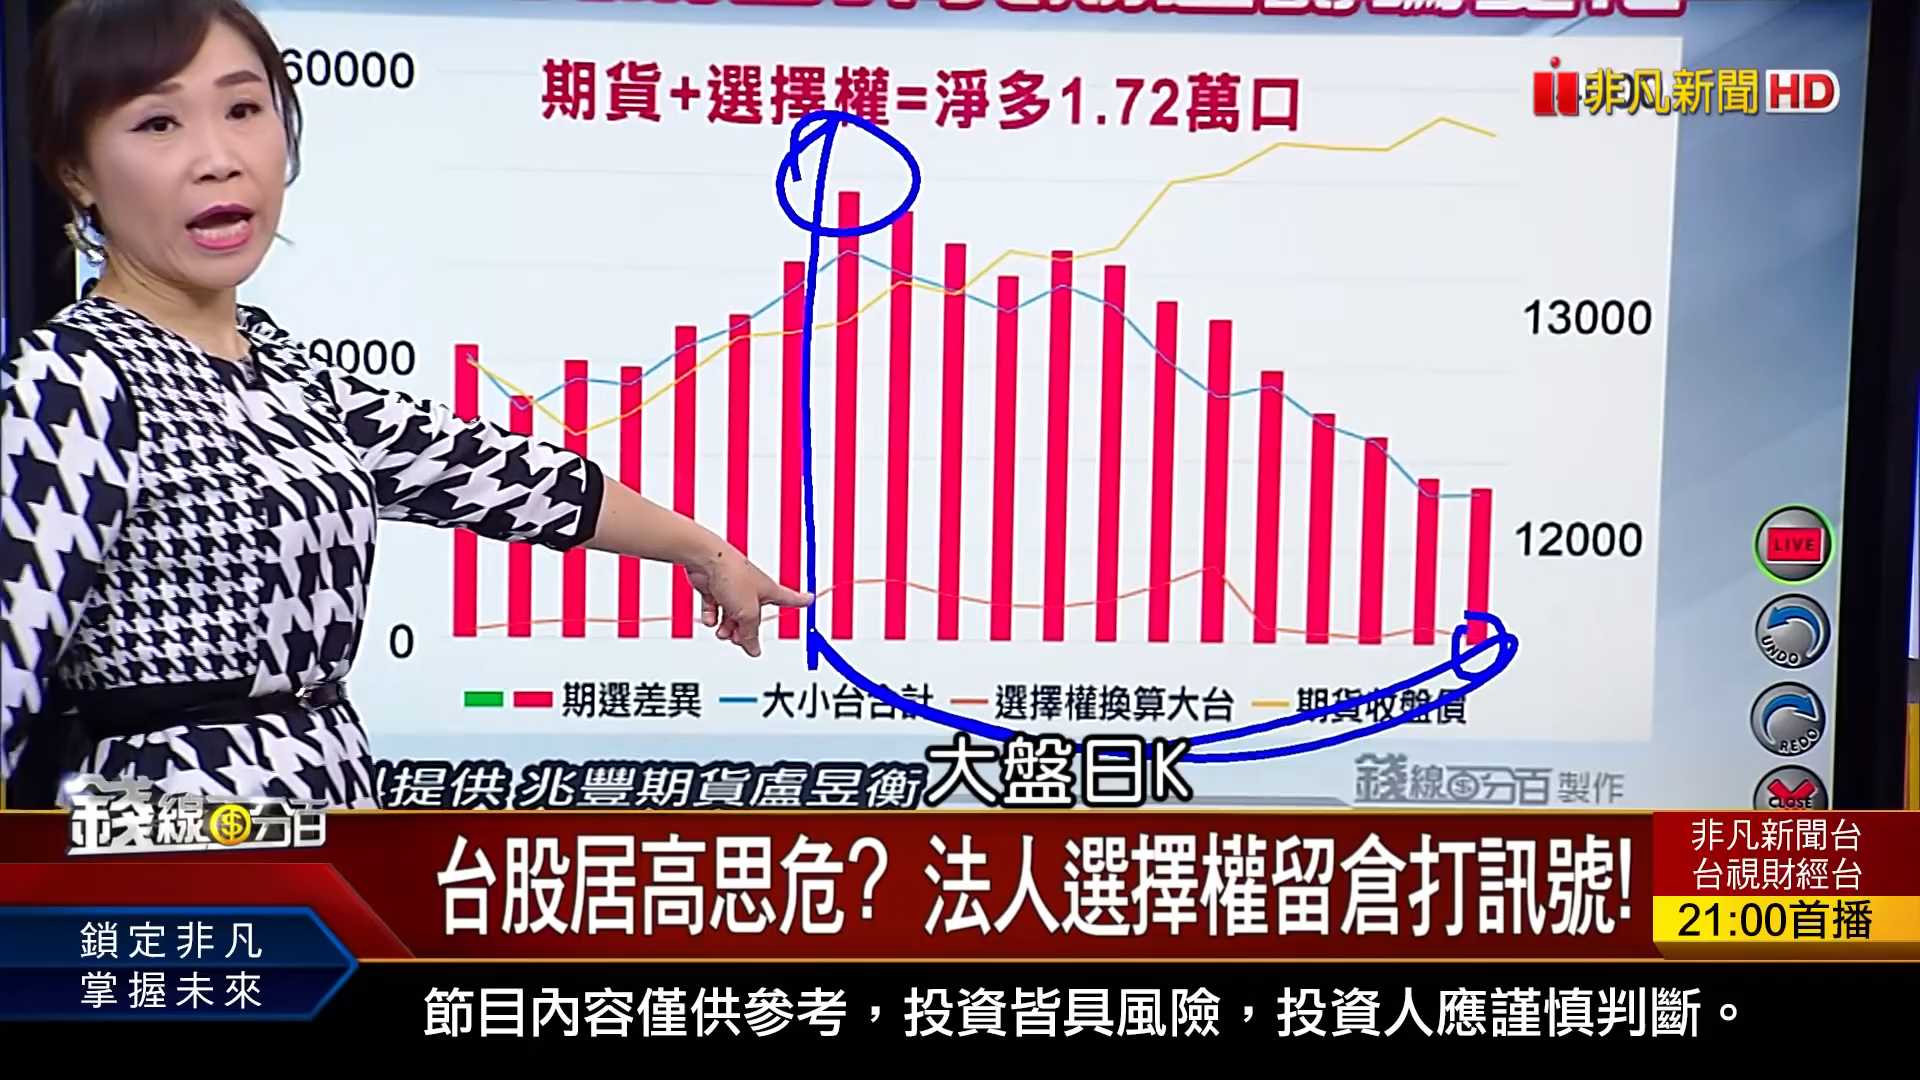 期貨+選擇權=淨多1.72萬口
非凡新聞HD
60000
0000
0
13000
12000
LIVE
UNDO
REDO
CLOSE
期選差異
大小台合計
選擇權換算大台
期貨收盤價
提供 兆豐期貨盧昱衡
大盤日K
錢線百分百 製作
錢線百分百
台股居高思危? 法人選擇權留倉打訊號!
非凡新聞台
台視財經台
21:00首播
鎖定非凡
掌握未來
節目內容僅供參考，投資皆具風險，投資人應謹慎判斷。